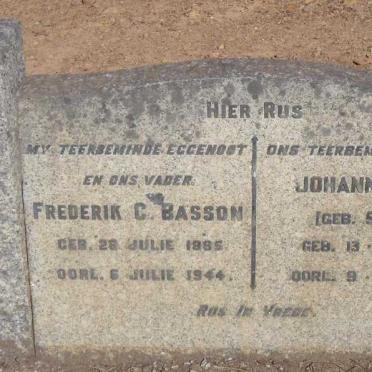 HIER RUS
MY TEERBEMINDE EGGENOOT
EN ONS VADER
FREDERIK C. BASSON
GEB. 28 JULIE 1885
OORL. 6 JULIE 1944.
ONS TEERBEM
JOHANN
[GEB. S
GEB. 13 -
OORL. 9 -
RUS IN VREDE.